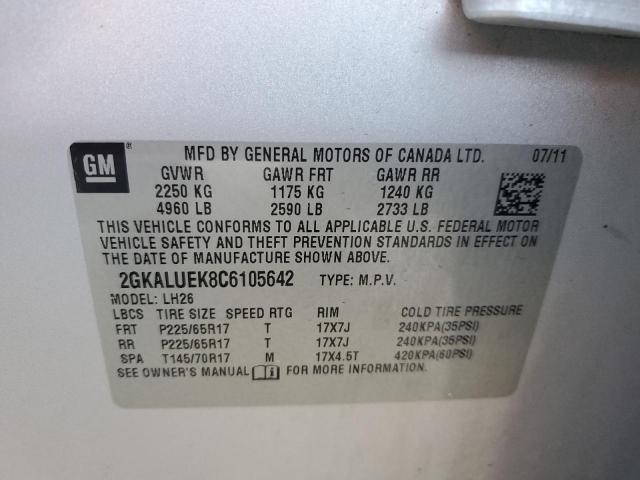 GM ® MFD BY GENERAL MOTORS OF CANADA LTD. 07/11
GVWR GAWR FRT GAWR RR
2250 KG 1175 KG 1240 KG
4960 LB 2590 LB 2733 LB
THIS VEHICLE CONFORMS TO ALL APPLICABLE U.S. FEDERAL MOTOR
VEHICLE SAFETY AND THEFT PREVENTION STANDARDS IN EFFECT ON
THE DATE OF MANUFACTURE SHOWN ABOVE.
2GKALUEK8C6105642 TYPE: M.P.V.
MODEL: LH26
LBCS TIRE SIZE SPEED RTG RIM COLD TIRE PRESSURE
FRT P225/65R17 T 17X7J 240KPA(35PSI)
RR P225/65R17 T 17X7J 240KPA(35PSI)
SPA T145/70R17 M 17X4.5T 420KPA(60PSI)
SEE OWNER'S MANUAL FOR MORE INFORMATION.